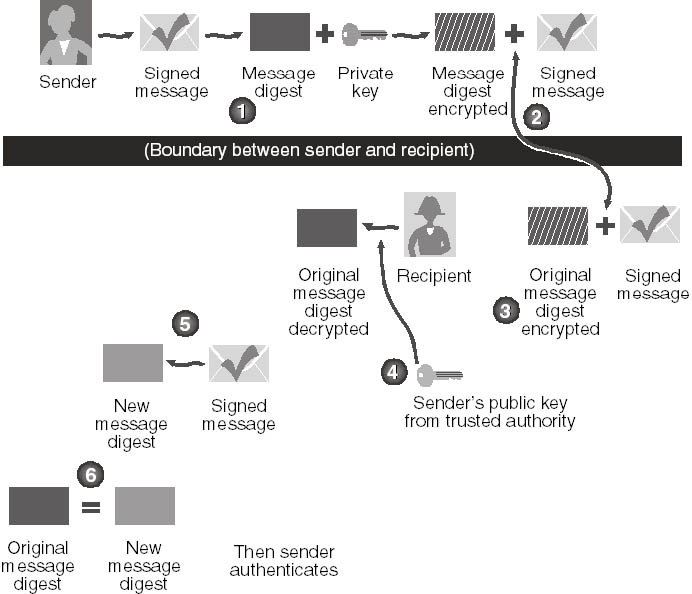 Sender
Signed
message
Message
digest
Private
key
Message
digest
encrypted
Signed
message
1
2
(Boundary between sender and recipient)
Original
message
digest
decrypted
Recipient
Original
message
digest
encrypted
Signed
message
3
4
Sender's public key
from trusted authority
5
New
message
digest
Signed
message
6
=
Original
message
digest
New
message
digest
Then sender
authenticates